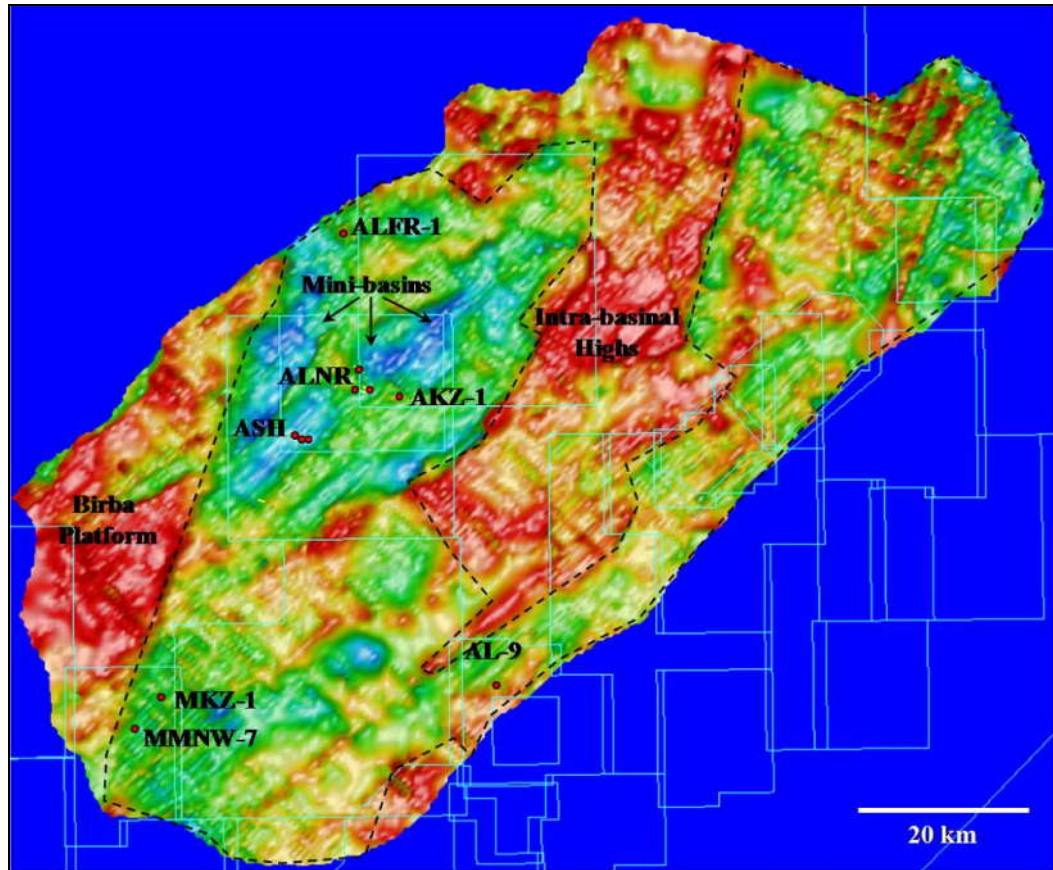 ALFR-1
Mini-basins
Intra-basinal
Highs
ALNR
AKZ-1
ASH
Birba
Platform
AL-9
MKZ-1
MMNW-7
20 km